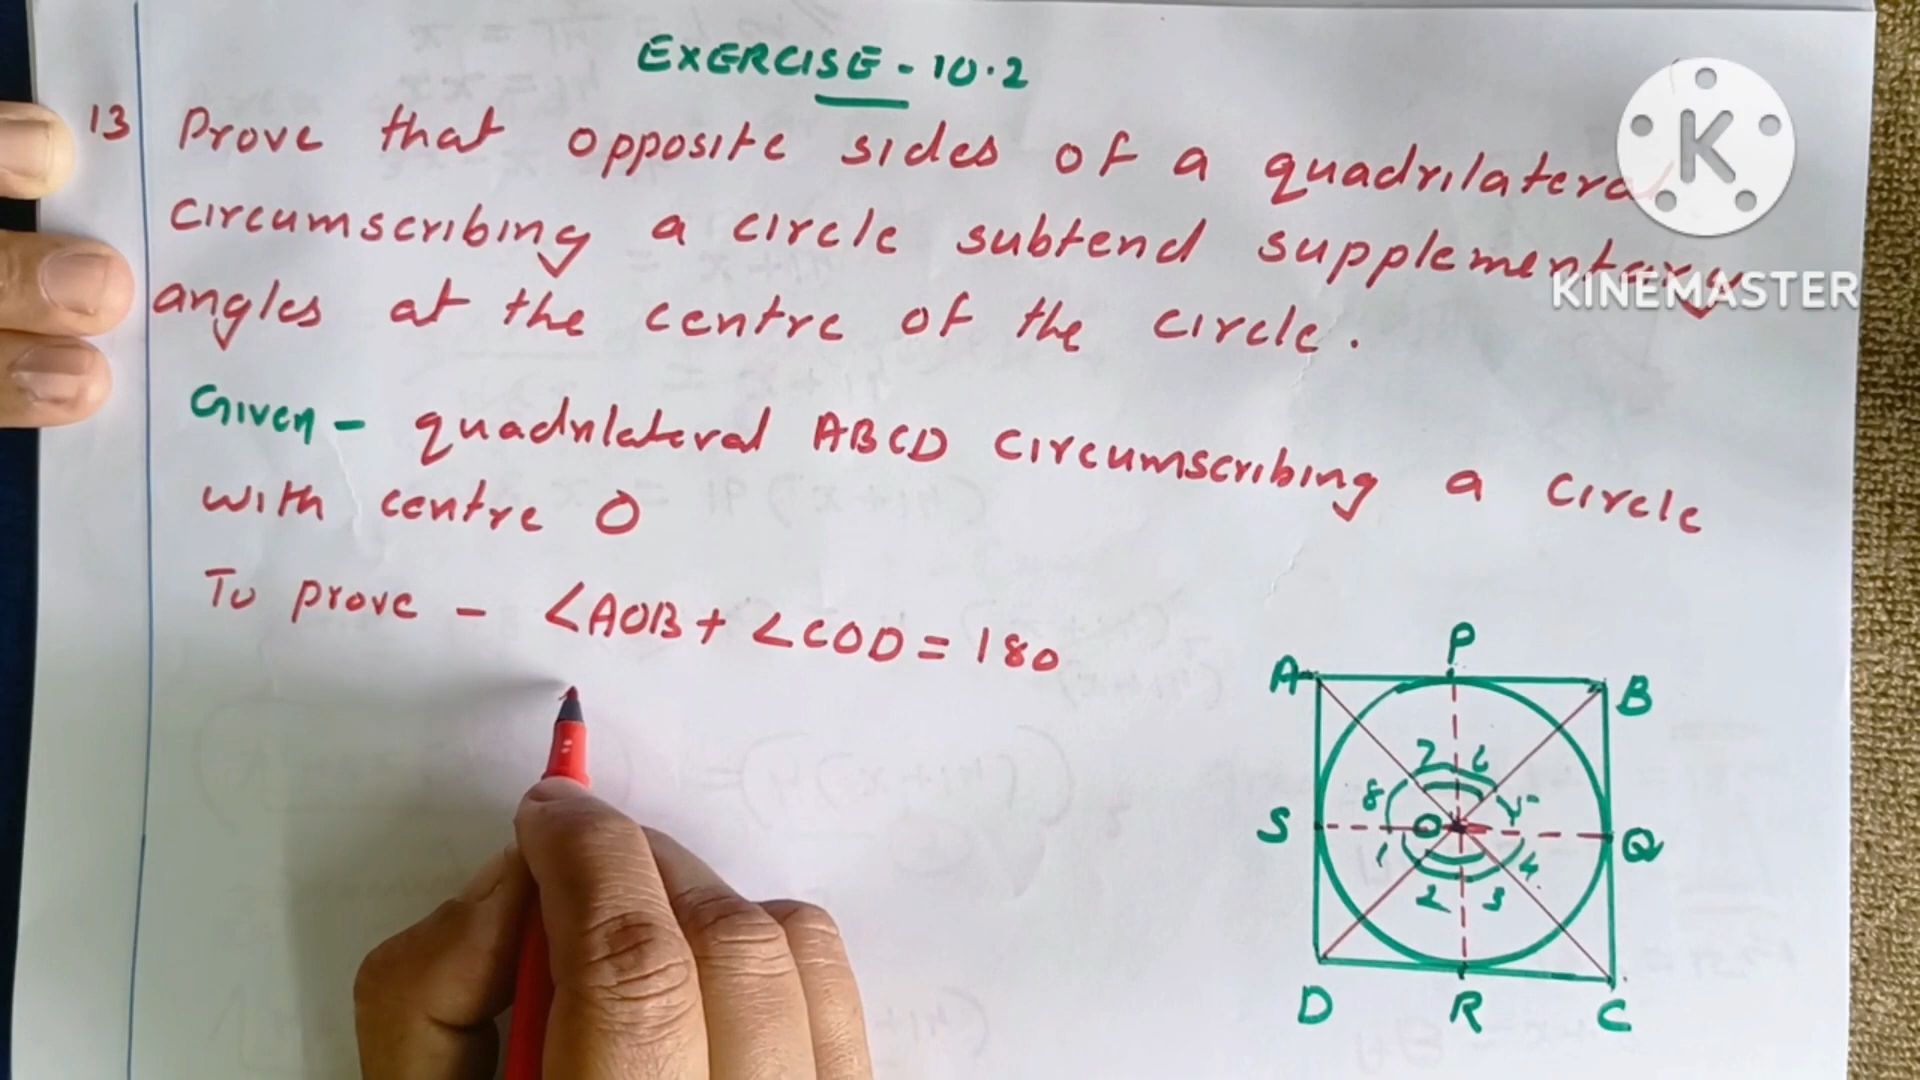 EXERCISE - 10.2
13 Prove that opposite sides of a quadrilateral
circumscribing a circle subtend supplementary
angles at the centre of the circle.
K
KINEMASTER
Given - quadrilateral ABCD circumscribing a circle
with centre O
To prove - ∠AOB + ∠COD = 180
P
A B
7 6
8 5
S O Q
1 4
2 3
D R C